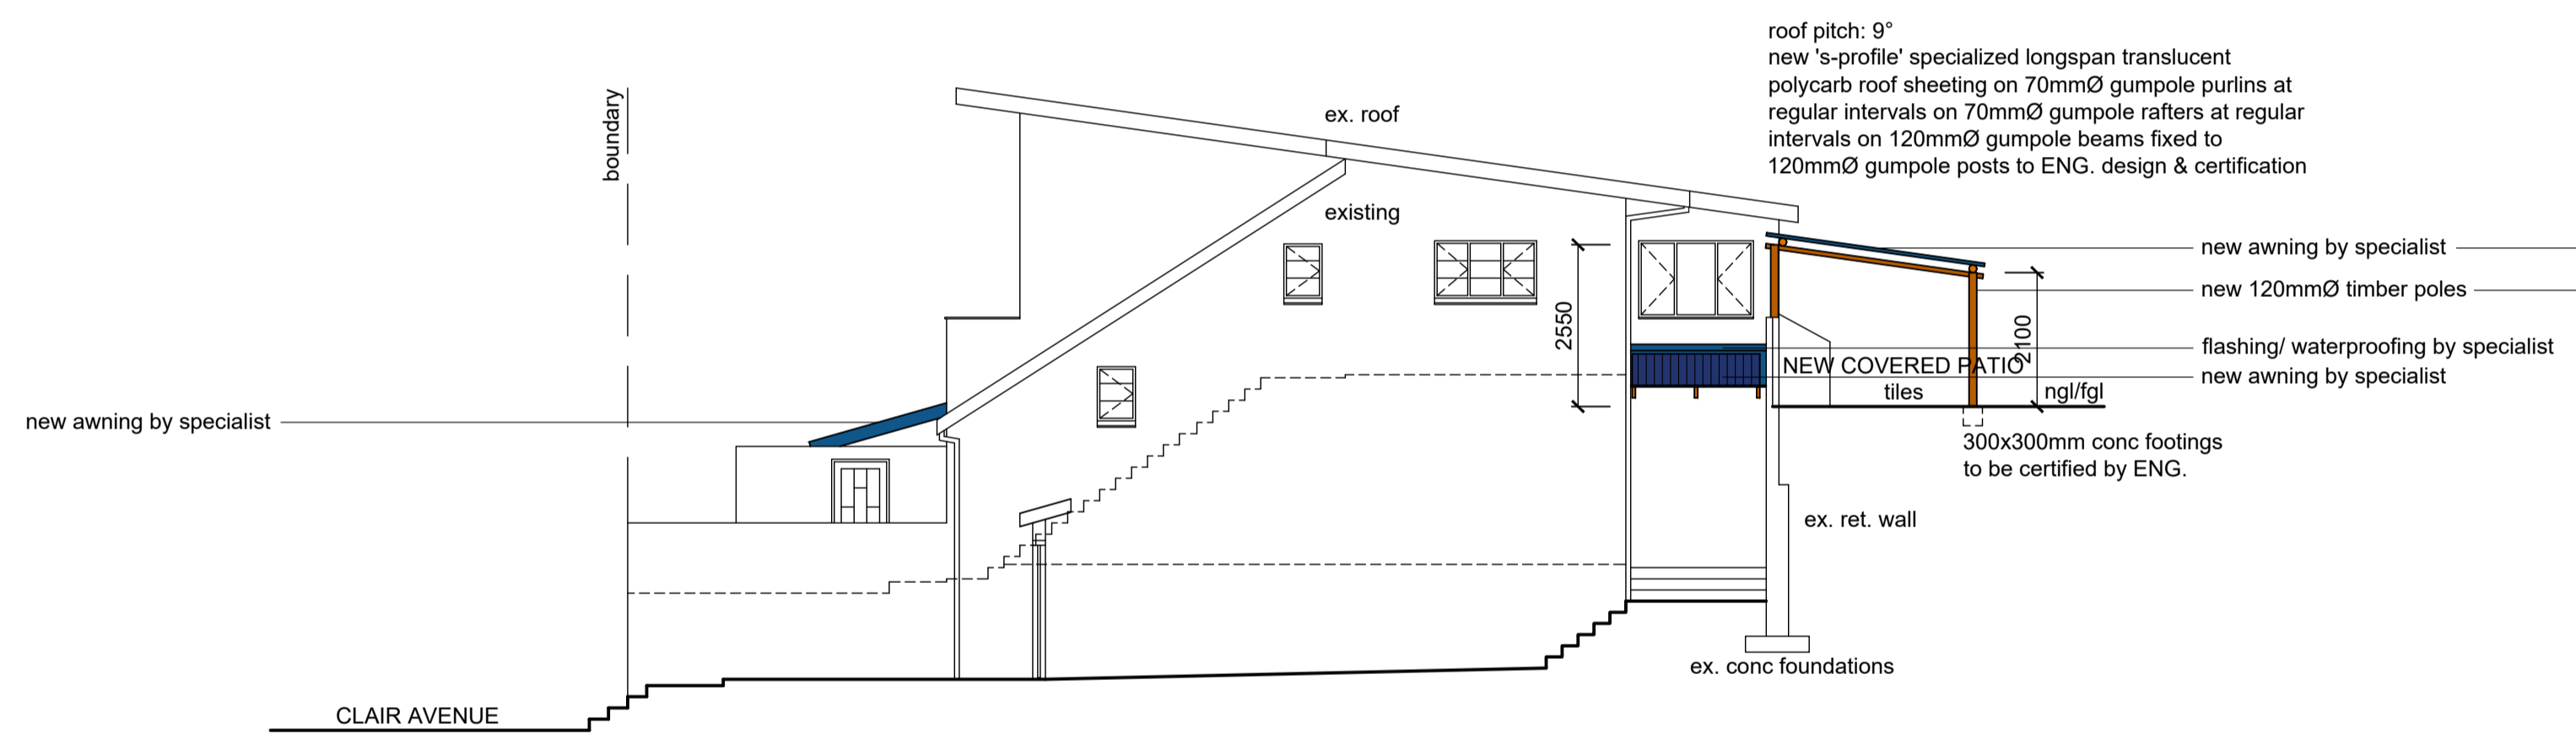 roof pitch: 9°
new 's-profile' specialized longspan translucent
polycarb roof sheeting on 70mmØ gumpole purlins at
regular intervals on 70mmØ gumpole rafters at regular
intervals on 120mmØ gumpole beams fixed to
120mmØ gumpole posts to ENG. design & certification
boundary
ex. roof
existing
new awning by specialist
new 120mmØ timber poles
2550
2100
flashing/ waterproofing by specialist
NEW COVERED PATIO
new awning by specialist
tiles
ngl/fgl
new awning by specialist
300x300mm conc footings
to be certified by ENG.
ex. ret. wall
ex. conc foundations
CLAIR AVENUE